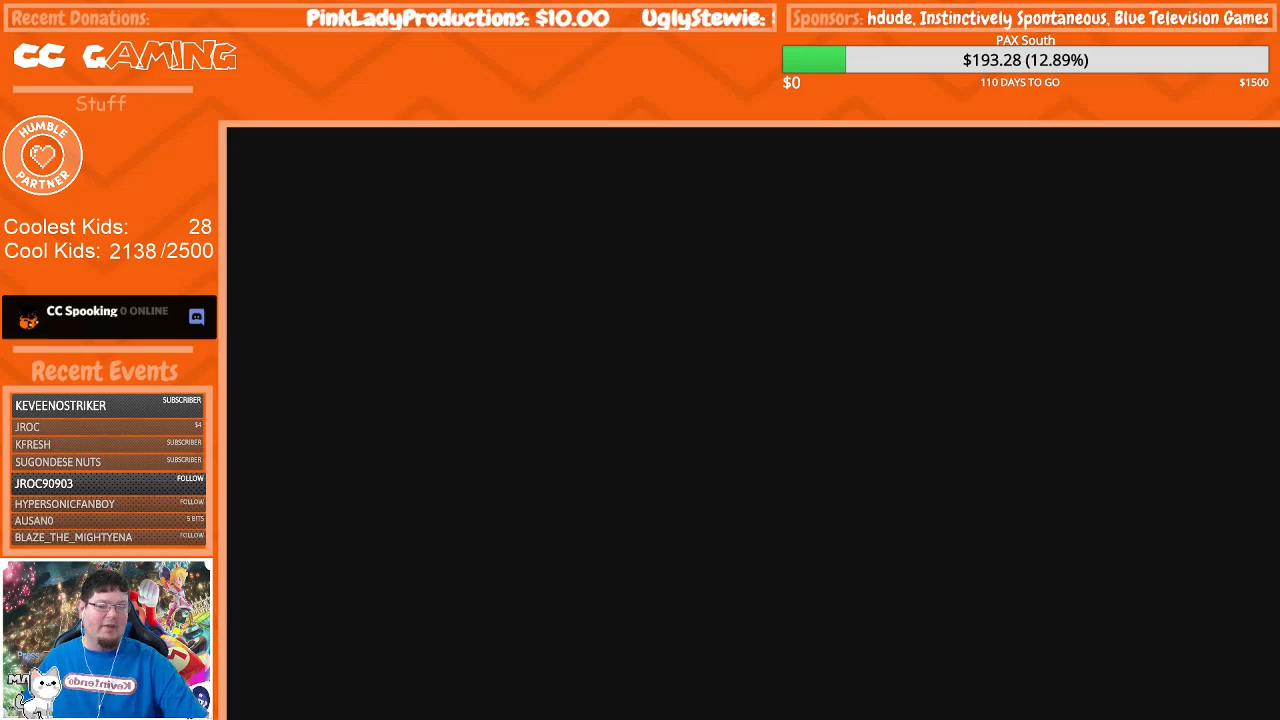 Recent Donations:
PinkLadyProductions: $10.00 UglyStewie:
Sponsors: hdude, Instinctively Spontaneous, Blue Television Games
CC GAMING
PAX South
$193.28 (12.89%)
$0
110 DAYS TO GO
$1500
Stuff
HUMBLE
PARTNER
Coolest Kids: 28
Cool Kids: 2138/2500
CC Spooking 0 ONLINE
Recent Events
KEVEENOSTRIKER SUBSCRIBER
JROC $4
KFRESH SUBSCRIBER
SUGONDESE NUTS SUBSCRIBER
JROC90903 FOLLOW
HYPERSONICFANBOY FOLLOW
AUSAN0 5 BITS
BLAZE_THE_MIGHTYENA FOLLOW
Press
Kevintendo